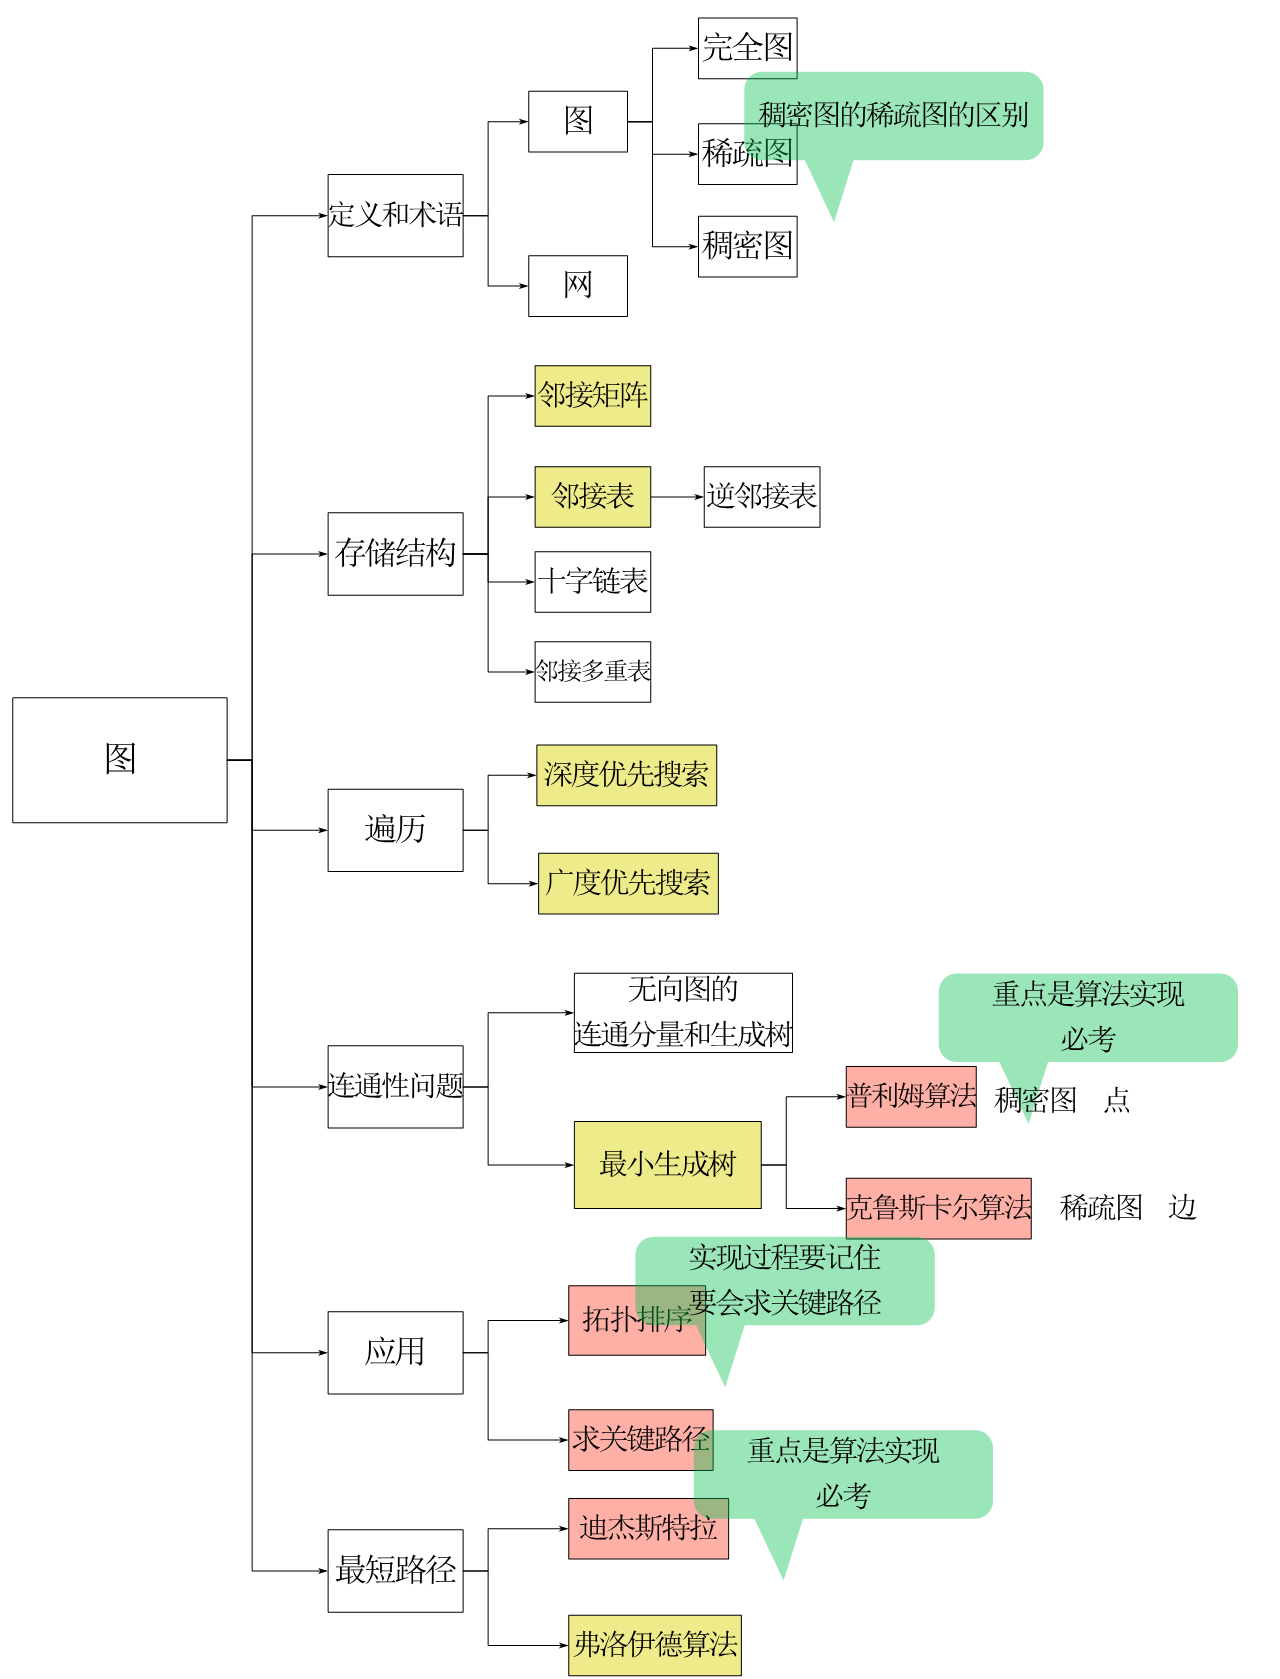 完全图
稠密图的稀疏图的区别
图
稀疏图
定义和术语
稠密图
网
邻接矩阵
邻接表
逆邻接表
存储结构
十字链表
邻接多重表
图
深度优先搜索
遍历
广度优先搜索
无向图的
连通分量和生成树
重点是算法实现
必考
连通性问题
普利姆算法
稠密图 点
最小生成树
克鲁斯卡尔算法
稀疏图 边
实现过程要记住
要会求关键路径
拓扑排序
应用
求关键路径
重点是算法实现
必考
迪杰斯特拉
最短路径
弗洛伊德算法